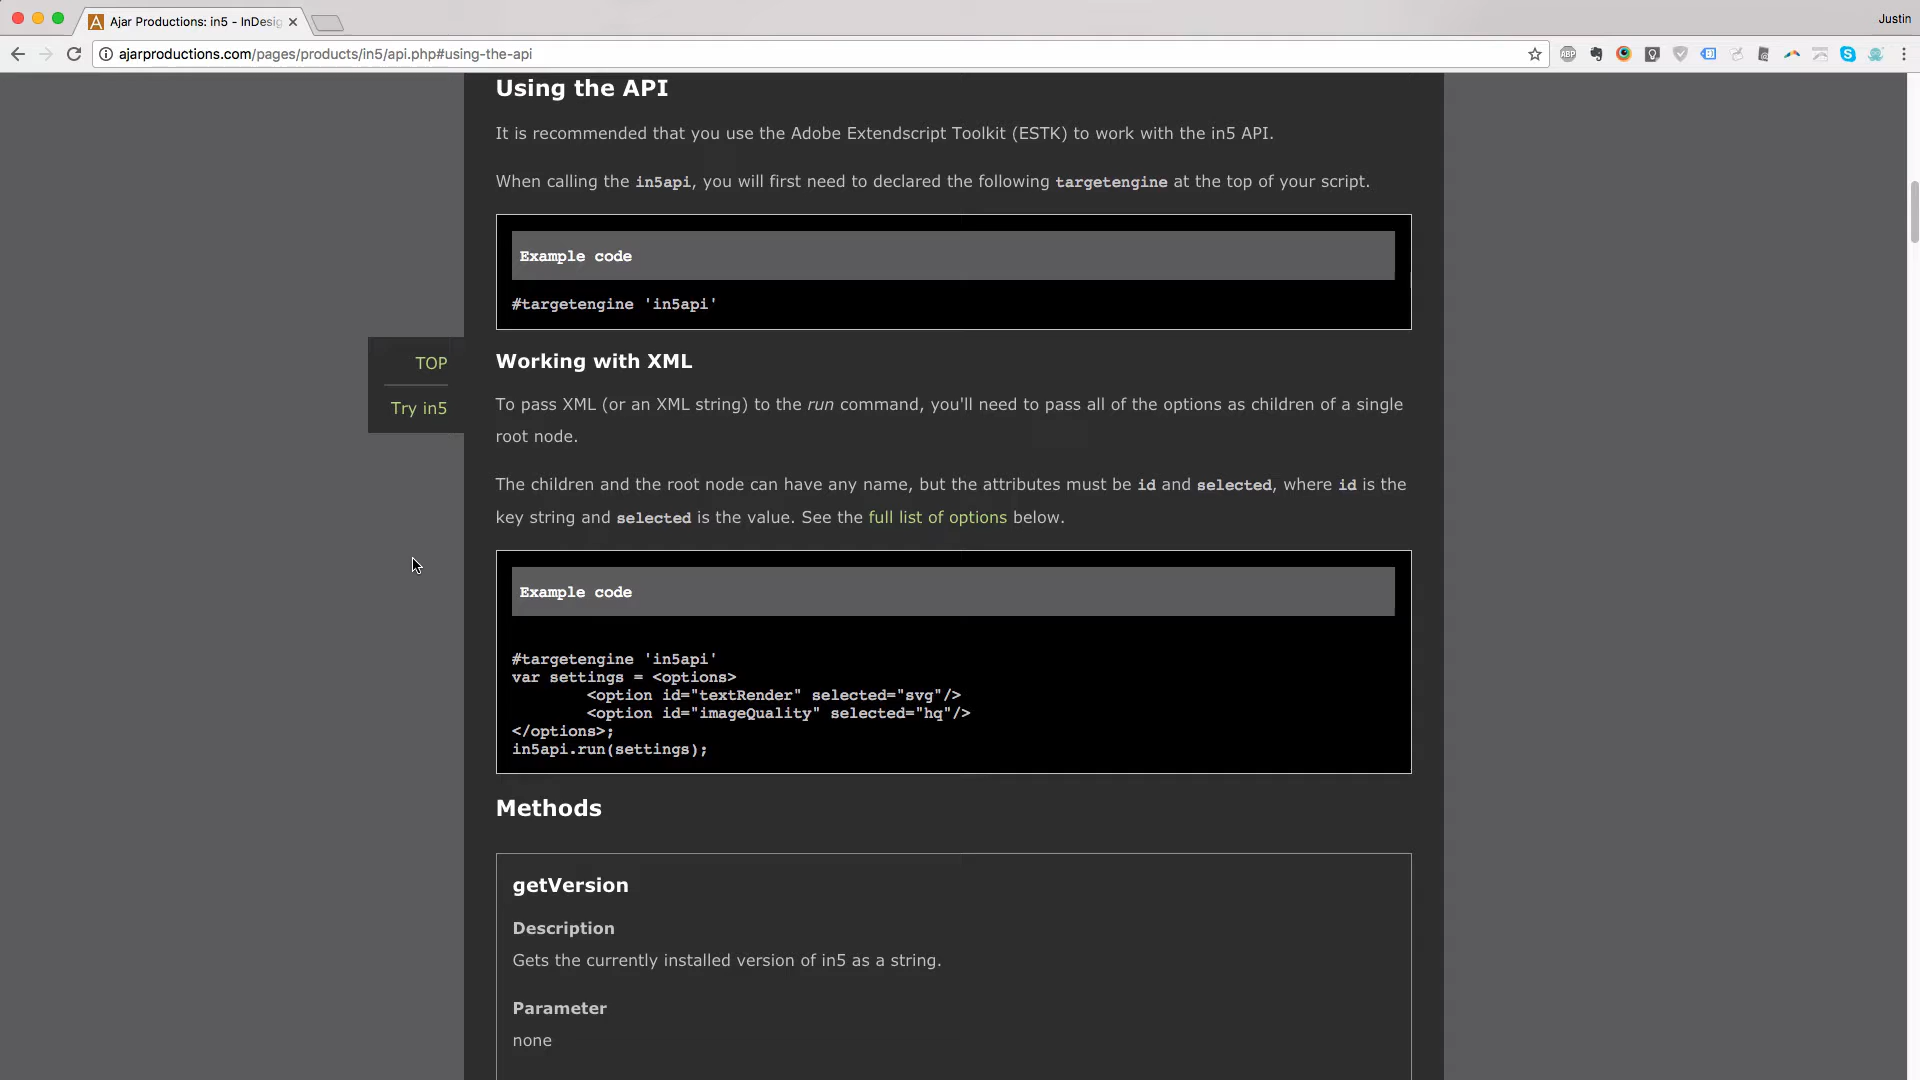 Ajar Productions: in5 - InDesig
Justin
ajarproductions.com/pages/products/in5/api.php#using-the-api
Using the API
It is recommended that you use the Adobe Extendscript Toolkit (ESTK) to work with the in5 API.
When calling the in5api, you will first need to declared the following targetengine at the top of your script.
Example code
#targetengine 'in5api'
TOP
Try in5
Working with XML
To pass XML (or an XML string) to the run command, you'll need to pass all of the options as children of a single
root node.
The children and the root node can have any name, but the attributes must be id and selected, where id is the
key string and selected is the value. See the full list of options below.
Example code
#targetengine 'in5api'
var settings = <options>
<option id="textRender" selected="svg"/>
<option id="imageQuality" selected="hq"/>
</options>;
in5api.run(settings);
Methods
getVersion
Description
Gets the currently installed version of in5 as a string.
Parameter
none